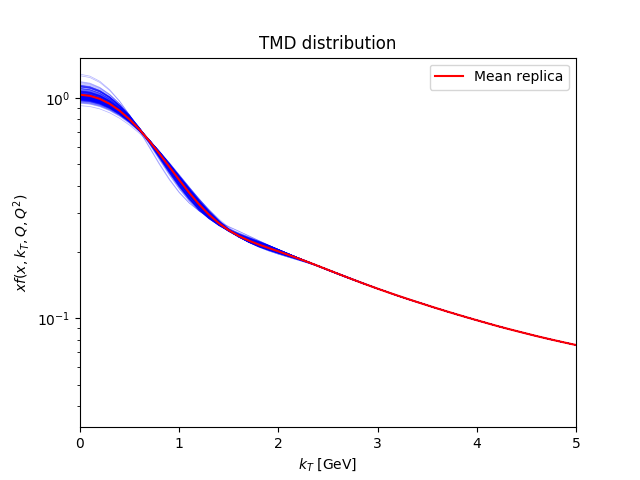 TMD distribution
Mean replica
10^0
10^{-1}
xf(x, k_T, Q, Q^2)
0 1 2 3 4 5
k_T [GeV]